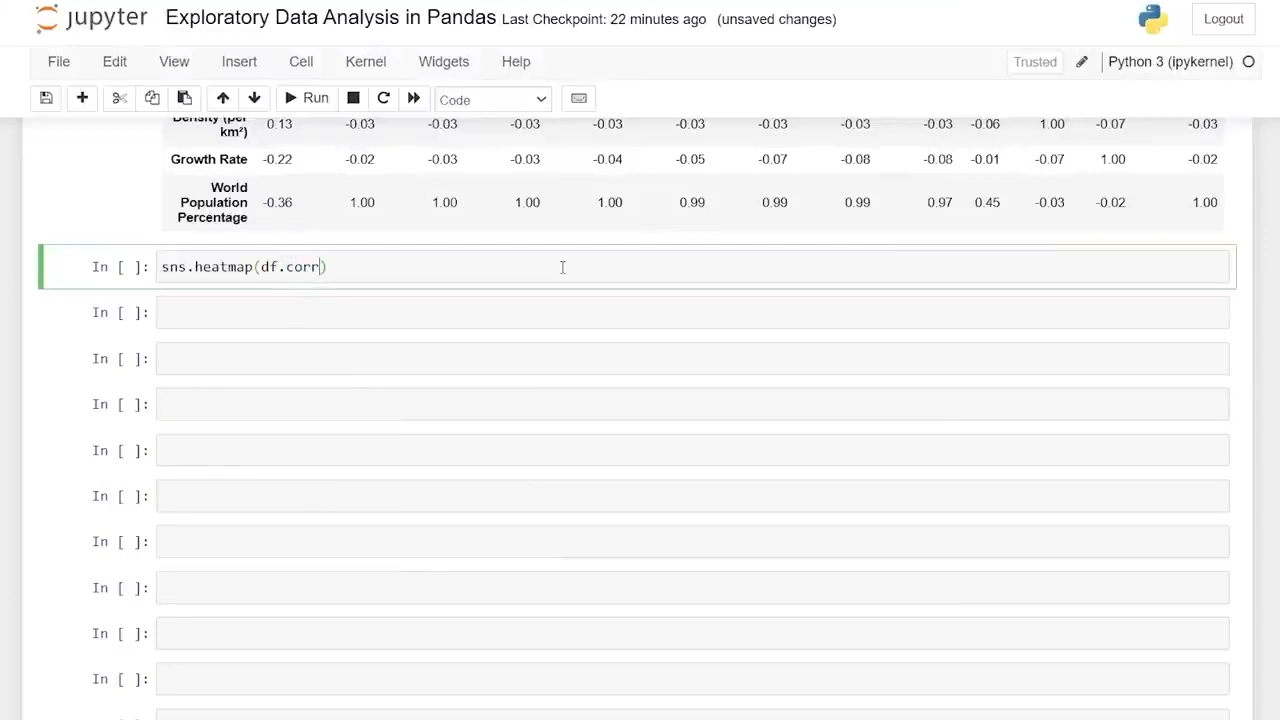 jupyter Exploratory Data Analysis in Pandas Last Checkpoint: 22 minutes ago (unsaved changes) Logout
File Edit View Insert Cell Kernel Widgets Help Trusted Python 3 (ipykernel)
Run Code
Density (per
km²) 0.13 -0.03 -0.03 -0.03 -0.03 -0.03 -0.03 -0.03 -0.03 -0.06 1.00 -0.07 -0.03
Growth Rate -0.22 -0.02 -0.03 -0.03 -0.04 -0.05 -0.07 -0.08 -0.08 -0.01 -0.07 1.00 -0.02
World
Population
Percentage -0.36 1.00 1.00 1.00 1.00 0.99 0.99 0.99 0.97 0.45 -0.03 -0.02 1.00
In [ ]: sns.heatmap(df.corr)
In [ ]:
In [ ]:
In [ ]:
In [ ]:
In [ ]:
In [ ]:
In [ ]:
In [ ]:
In [ ]: